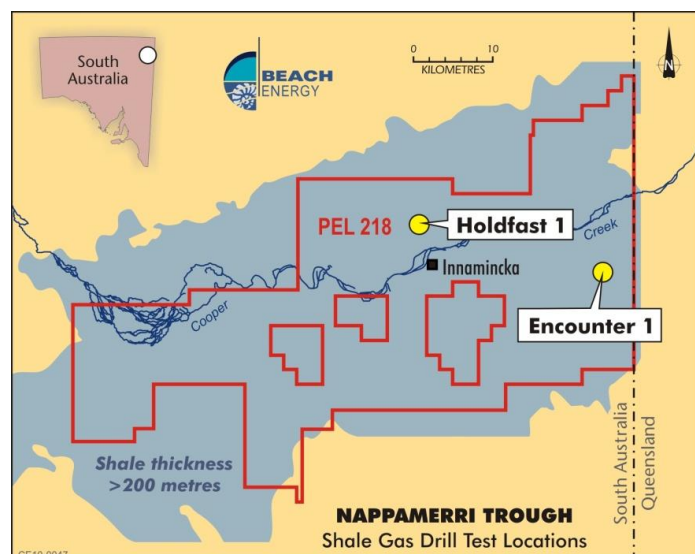 South
Australia
BEACH
ENERGY
0 10
KILOMETRES
N
PEL 218
Holdfast 1
Creek
Innamincka
Cooper
Encounter 1
Shale thickness
>200 metres
South Australia
Queensland
NAPPAMERRI TROUGH
Shale Gas Drill Test Locations